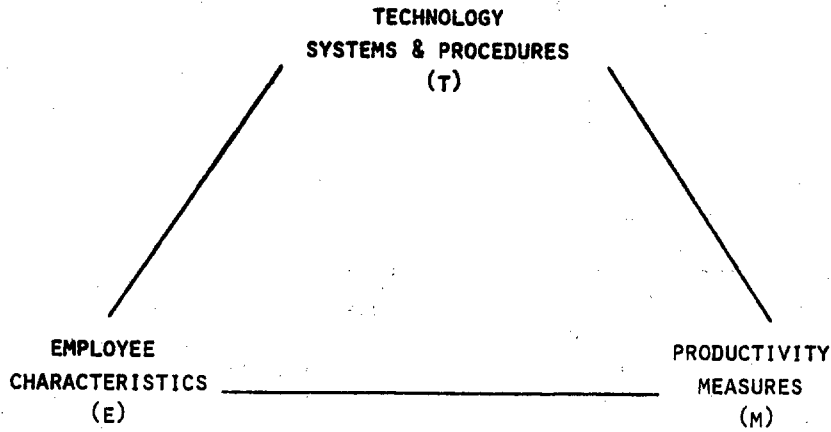 TECHNOLOGY
SYSTEMS & PROCEDURES
(T)
EMPLOYEE
CHARACTERISTICS
(E)
PRODUCTIVITY
MEASURES
(M)